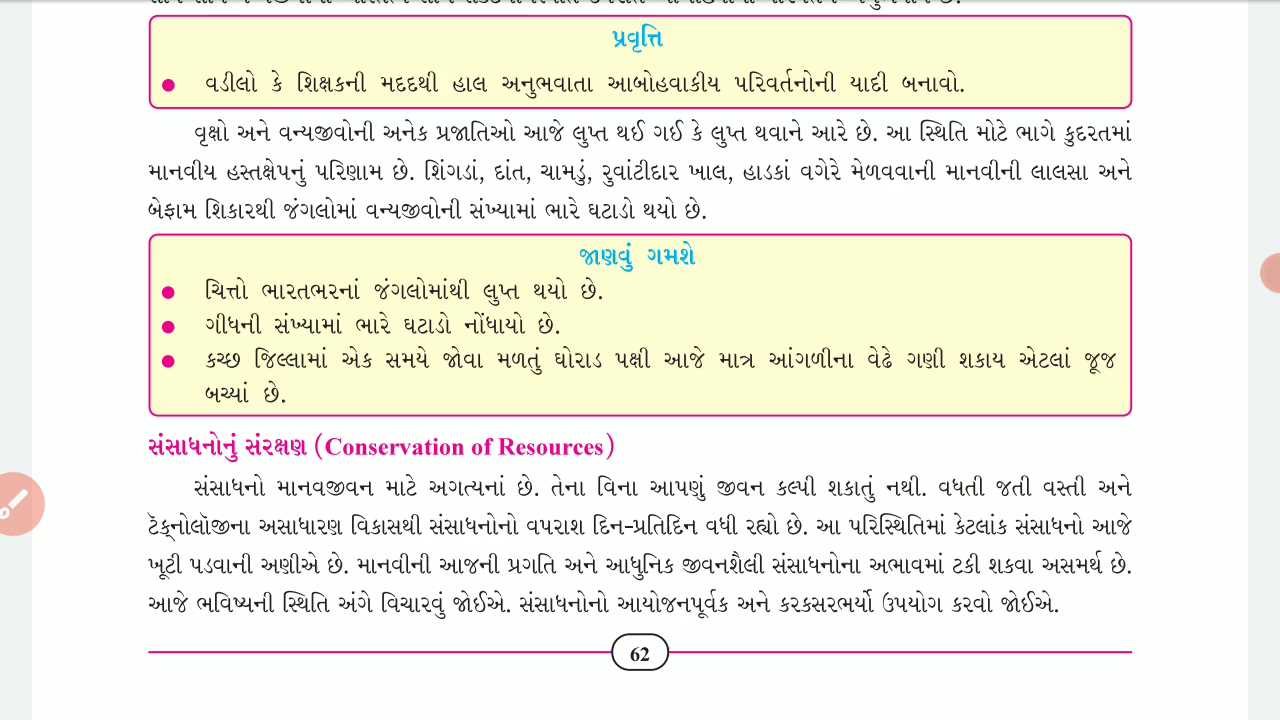 પ્રવૃત્તિ
● વડીલો કે શિક્ષકની મદદથી હાલ અનુભવાતા આબોહવાકીય પરિવર્તનોની યાદી બનાવો.
વૃક્ષો અને વન્યજીવોની અનેક પ્રજાતિઓ આજે લુપ્ત થઈ ગઈ કે લુપ્ત થવાને આરે છે. આ સ્થિતિ મોટે ભાગે કુદરતમાં
માનવીય હસ્તક્ષેપનું પરિણામ છે. શિંગડાં, દાંત, ચામડું, રુવાંટીદાર ખાલ, હાડકાં વગેરે મેળવવાની માનવીની લાલસા અને
બેફામ શિકારથી જંગલોમાં વન્યજીવોની સંખ્યામાં ભારે ઘટાડો થયો છે.
જાણવું ગમશે
● ચિત્તો ભારતભરનાં જંગલોમાંથી લુપ્ત થયો છે.
● ગીધની સંખ્યામાં ભારે ઘટાડો નોંધાયો છે.
● કચ્છ જિલ્લામાં એક સમયે જોવા મળતું ઘોરાડ પક્ષી આજે માત્ર આંગળીના વેઢે ગણી શકાય એટલાં જૂજ
બચ્યાં છે.
સંસાધનોનું સંરક્ષણ (Conservation of Resources)
સંસાધનો માનવજીવન માટે અગત્યનાં છે. તેના વિના આપણું જીવન કલ્પી શકાતું નથી. વધતી જતી વસ્તી અને
ટૅક્નોલૉજીના અસાધારણ વિકાસથી સંસાધનોનો વપરાશ દિન-પ્રતિદિન વધી રહ્યો છે. આ પરિસ્થિતિમાં કેટલાંક સંસાધનો આજે
ખૂટી પડવાની અણીએ છે. માનવીની આજની પ્રગતિ અને આધુનિક જીવનશૈલી સંસાધનોના અભાવમાં ટકી શકવા અસમર્થ છે.
આજે ભવિષ્યની સ્થિતિ અંગે વિચારવું જોઈએ. સંસાધનોનો આયોજનપૂર્વક અને કરકસરભર્યો ઉપયોગ કરવો જોઈએ.
62